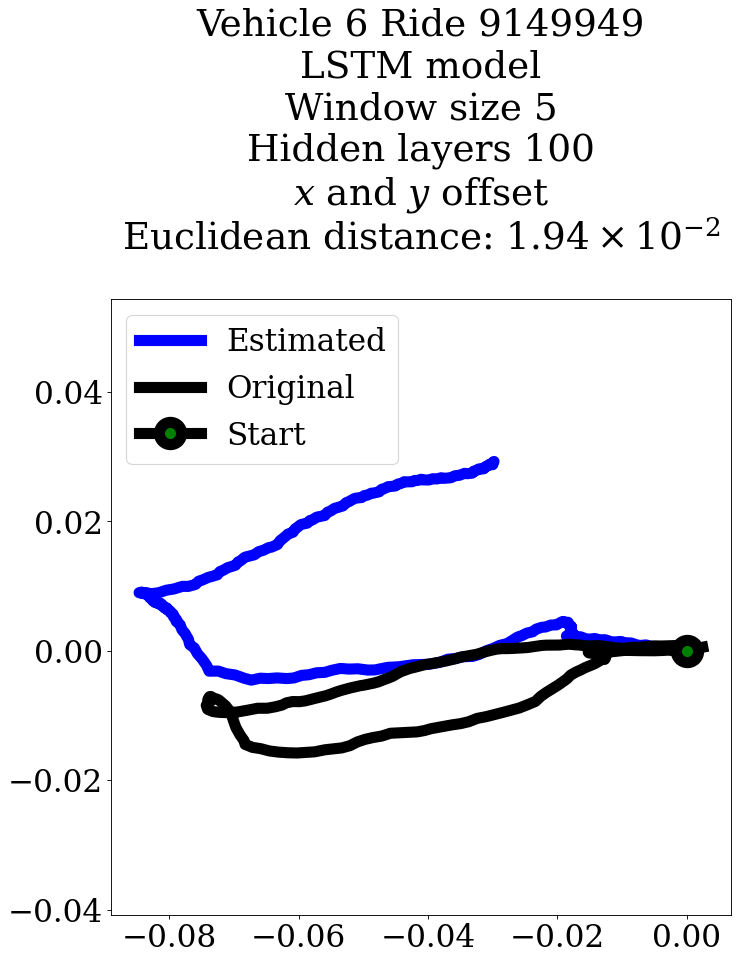 Vehicle 6 Ride 9149949
LSTM model
Window size 5
Hidden layers 100
x and y offset
Euclidean distance: 1.94 × 10⁻²
Estimated
Original
Start
0.04
0.02
0.00
−0.02
−0.04
−0.08 −0.06 −0.04 −0.02 0.00